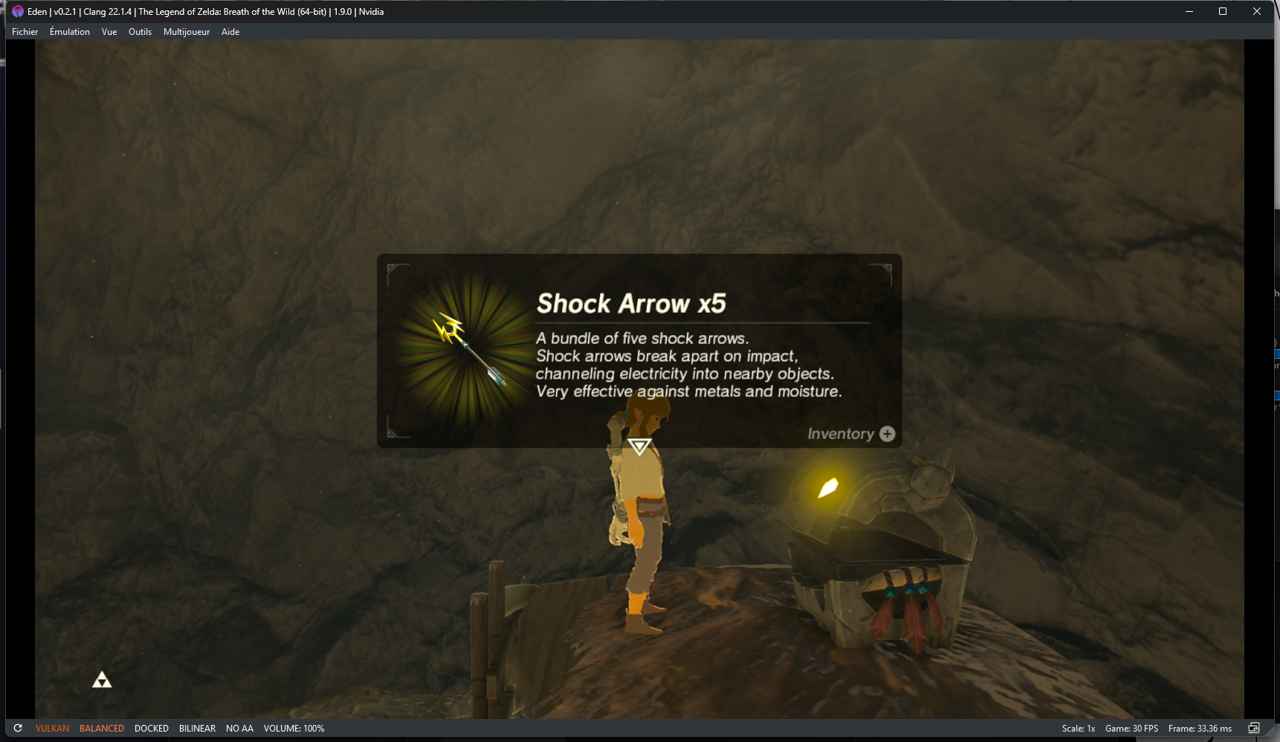 Eden | v0.2.1 | Clang 22.1.4 | The Legend of Zelda: Breath of the Wild (64-bit) | 1.9.0 | Nvidia
Fichier Émulation Vue Outils Multijoueur Aide
Shock Arrow x5
A bundle of five shock arrows.
Shock arrows break apart on impact,
channeling electricity into nearby objects.
Very effective against metals and moisture.
Inventory
VULKAN BALANCED DOCKED BILINEAR NO AA VOLUME: 100% Scale: 1x Game: 30 FPS Frame: 33.36 ms